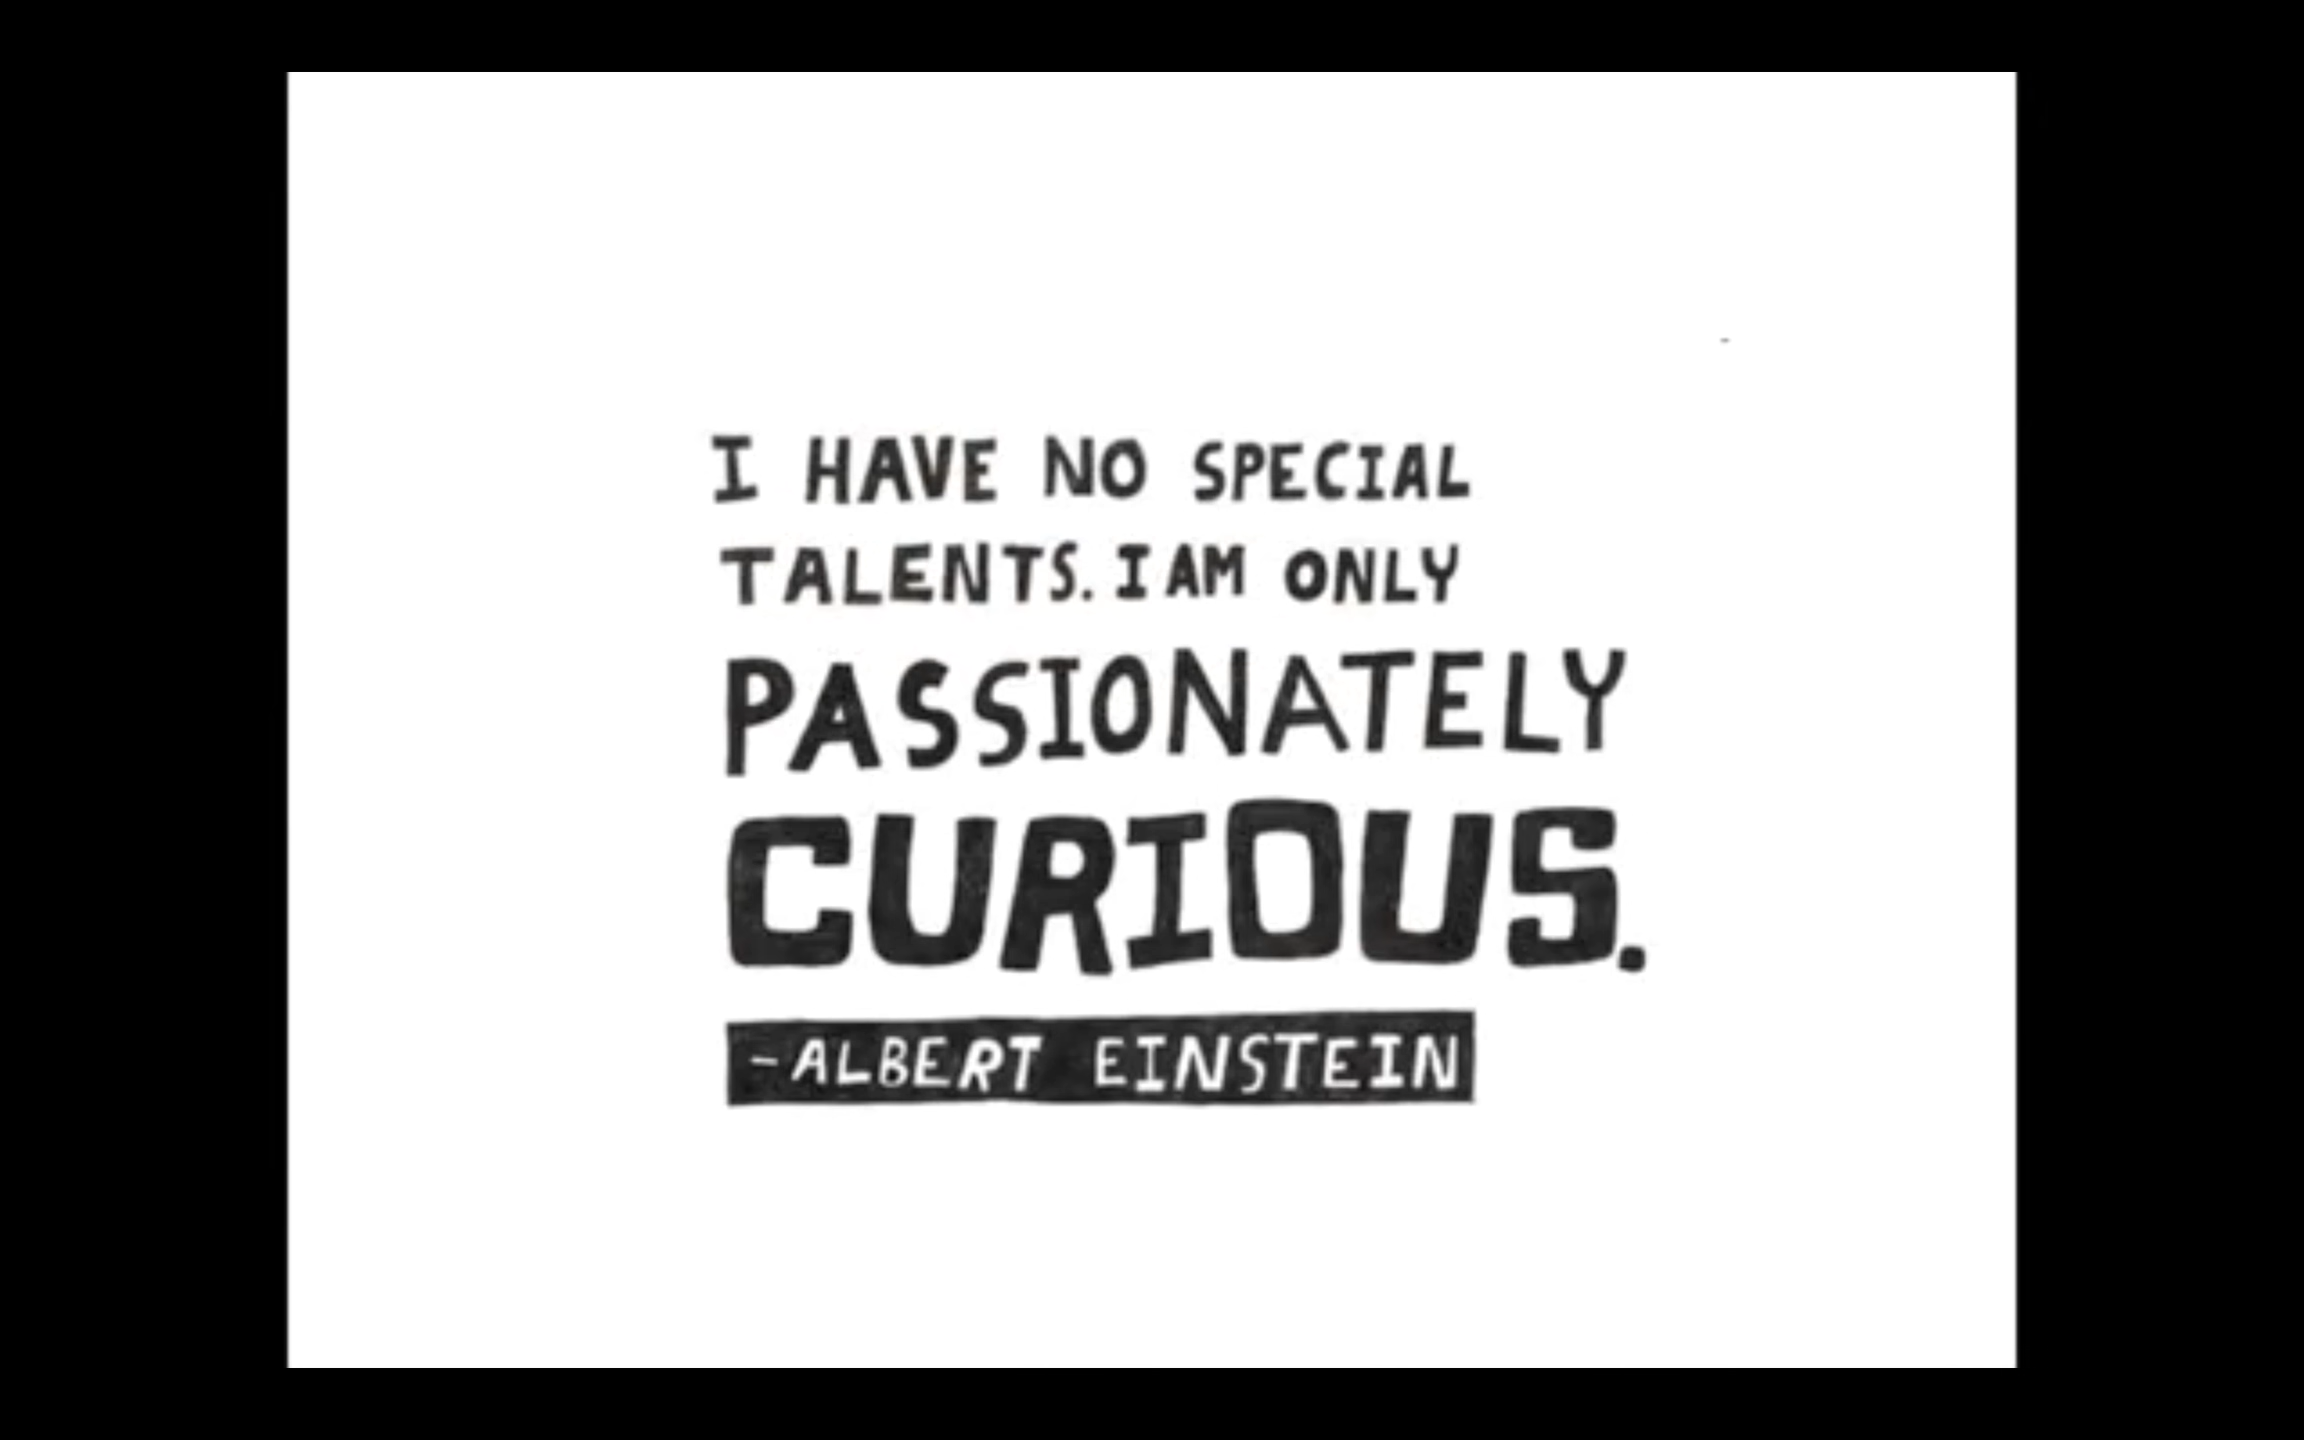 I HAVE NO SPECIAL
TALENTS. I AM ONLY
PASSIONATELY
CURIOUS.
-ALBERT EINSTEIN